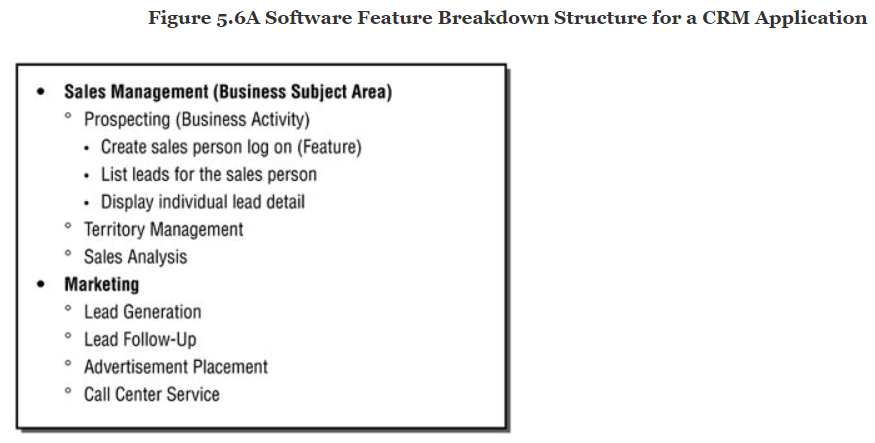 Figure 5.6A Software Feature Breakdown Structure for a CRM Application
• Sales Management (Business Subject Area)
° Prospecting (Business Activity)
• Create sales person log on (Feature)
• List leads for the sales person
• Display individual lead detail
° Territory Management
° Sales Analysis
• Marketing
° Lead Generation
° Lead Follow-Up
° Advertisement Placement
° Call Center Service